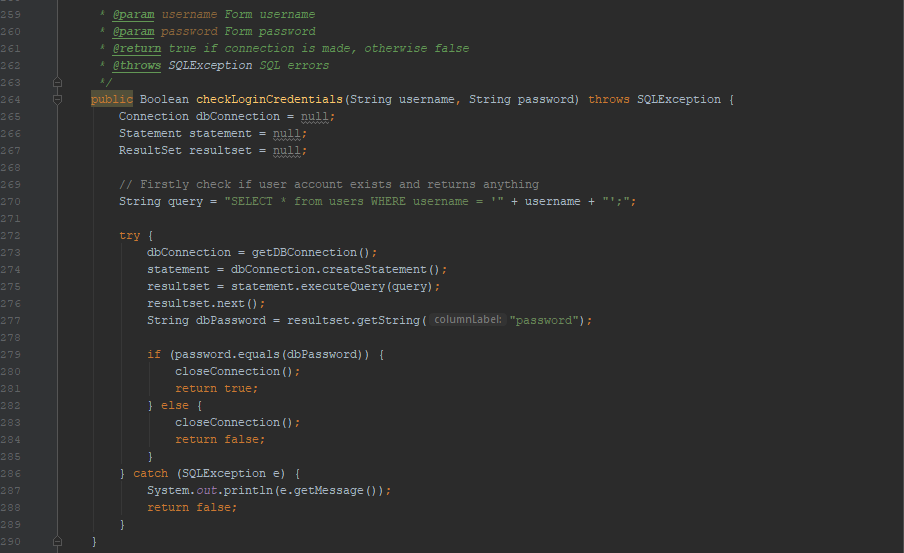 259 * @param username Form username
260 * @param password Form password
261 * @return true if connection is made, otherwise false
262 * @throws SQLException SQL errors
263 */
264 public Boolean checkLoginCredentials(String username, String password) throws SQLException {
265 Connection dbConnection = null;
266 Statement statement = null;
267 ResultSet resultset = null;
268
269 // Firstly check if user account exists and returns anything
270 String query = "SELECT * from users WHERE username = '" + username + "';";
271
272 try {
273 dbConnection = getDBConnection();
274 statement = dbConnection.createStatement();
275 resultset = statement.executeQuery(query);
276 resultset.next();
277 String dbPassword = resultset.getString( columnLabel: "password");
278
279 if (password.equals(dbPassword)) {
280 closeConnection();
281 return true;
282 } else {
283 closeConnection();
284 return false;
285 }
286 } catch (SQLException e) {
287 System.out.println(e.getMessage());
288 return false;
289 }
290 }